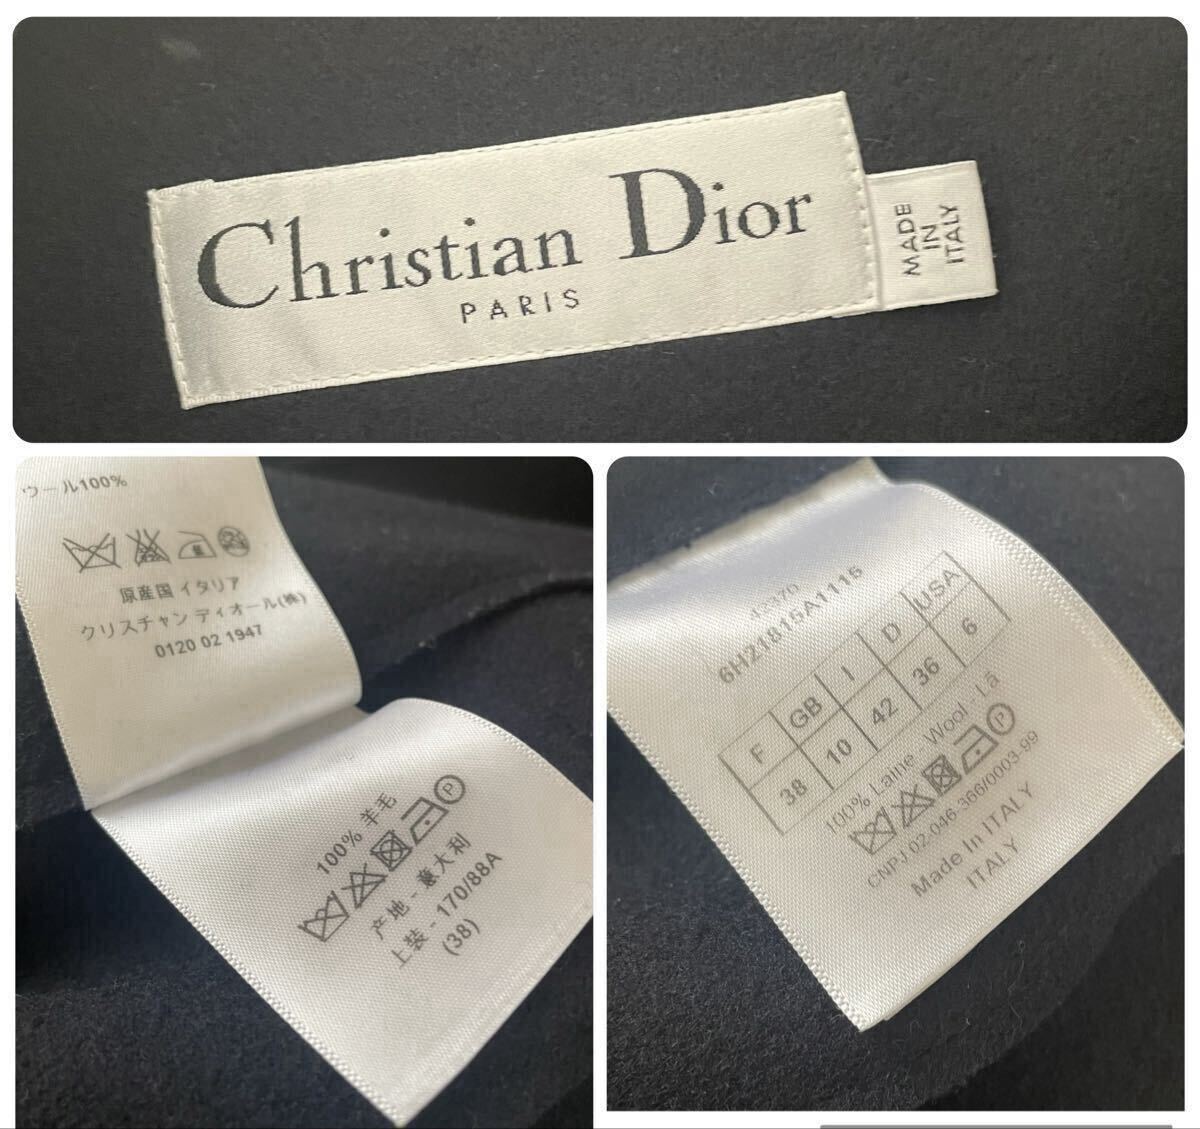 Christian Dior
PARIS
MADE
IN
ITALY
ウール100%
原産国 イタリア
クリスチャン ディオール(株)
0120 02 1947
100% 羊毛
产地 - 意大利
上装 - 170/88A
(38)
6H21815A1115
F GB I D USA
38 10 42 36 6
100% Laine - Wool - Lã
CNPJ 02-046-366/0003-99
Made In ITALY
ITALY